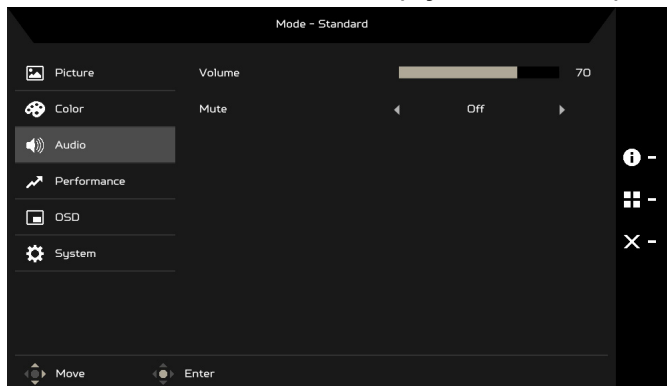 Mode - Standard
Picture
Volume
70
Color
Mute
Off
Audio
Performance
OSD
System
Move
Enter